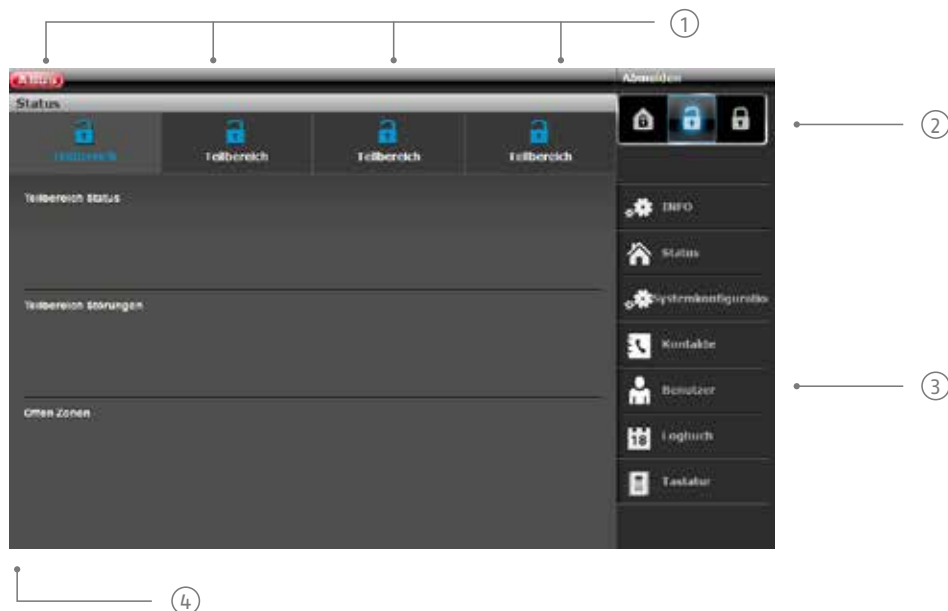 1
Abmelden
Status
2
Teilbereich
Teilbereich
Teilbereich
Teilbereich
Teilbereich Status
INFO
Status
Teilbereich Störungen
Systemkonfiguratio
Kontakte
Benutzer
3
Offen Zonen
18
Logbuch
Tastatur
4